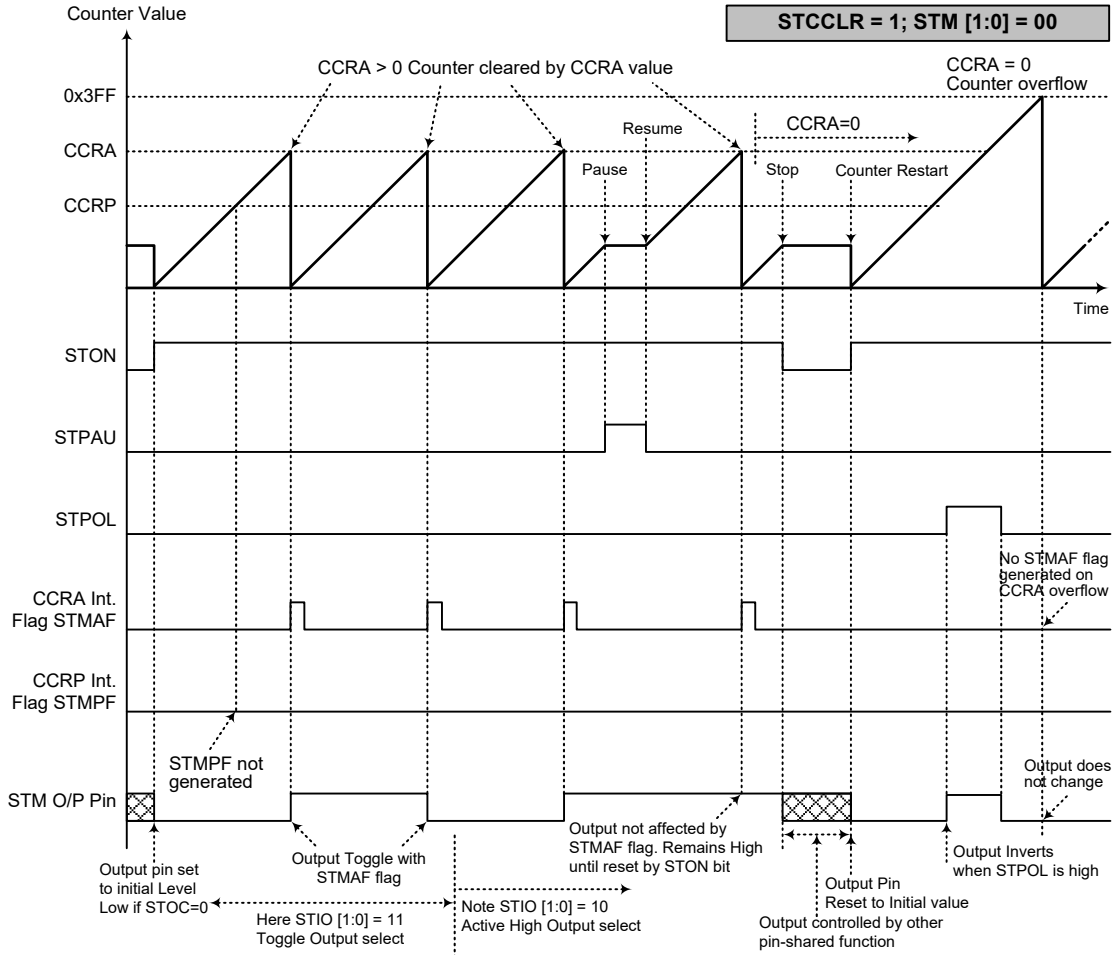 Counter Value
STCCLR = 1; STM [1:0] = 00
CCRA > 0 Counter cleared by CCRA value
CCRA = 0
Counter overflow
0x3FF
Resume
CCRA=0
CCRA
Pause
Stop
Counter Restart
CCRP
Time
STON
STPAU
STPOL
No STMAF flag
generated on
CCRA overflow
CCRA Int.
Flag STMAF
CCRP Int.
Flag STMPF
STMPF not
generated
Output does
not change
STM O/P Pin
Output pin set
to initial Level
Low if STOC=0
Output Toggle with
STMAF flag
Output not affected by
STMAF flag. Remains High
until reset by STON bit
Output Inverts
when STPOL is high
Output Pin
Reset to Initial value
Here STIO [1:0] = 11
Toggle Output select
Note STIO [1:0] = 10
Active High Output select
Output controlled by other
pin-shared function